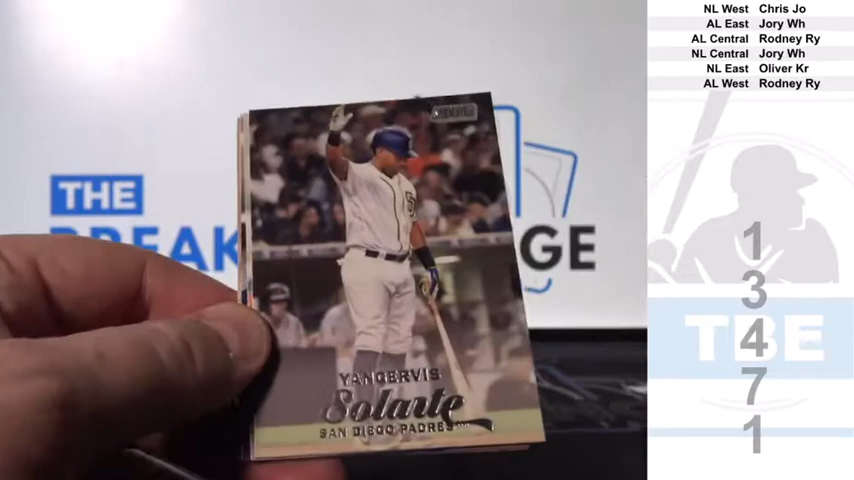 NL West Chris Jo
AL East Jory Wh
AL Central Rodney Ry
NL Central Jory Wh
NL East Oliver Kr
AL West Rodney Ry
THE
BREAK
GE
YANGERVIS
Solarte
SAN DIEGO PADRES
TBE
1
3
4
7
1